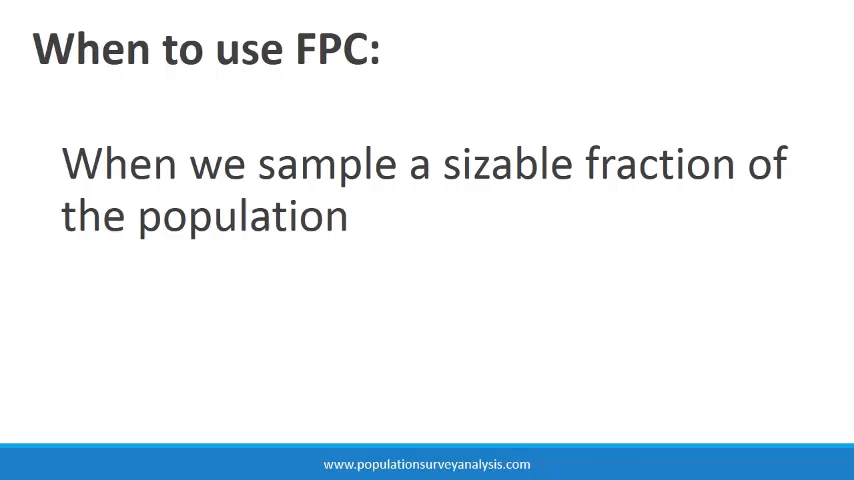 When to use FPC:
When we sample a sizable fraction of
the population
www.populationsurveyanalysis.com